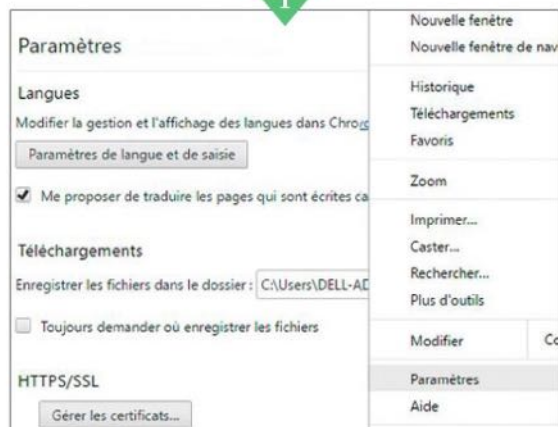 1
Paramètres
Langues
Modifier la gestion et l'affichage des langues dans Chro
Paramètres de langue et de saisie
Me proposer de traduire les pages qui sont écrites
Téléchargements
Enregistrer les fichiers dans le dossier : C:\Users\DELL-AD
Toujours demander où enregistrer les fichiers
HTTPS/SSL
Gérer les certificats...
Nouvelle fenêtre
Nouvelle fenêtre de nav
Historique
Téléchargements
Favoris
Zoom
Imprimer...
Caster...
Rechercher...
Plus d'outils
Modifier Co
Paramètres
Aide